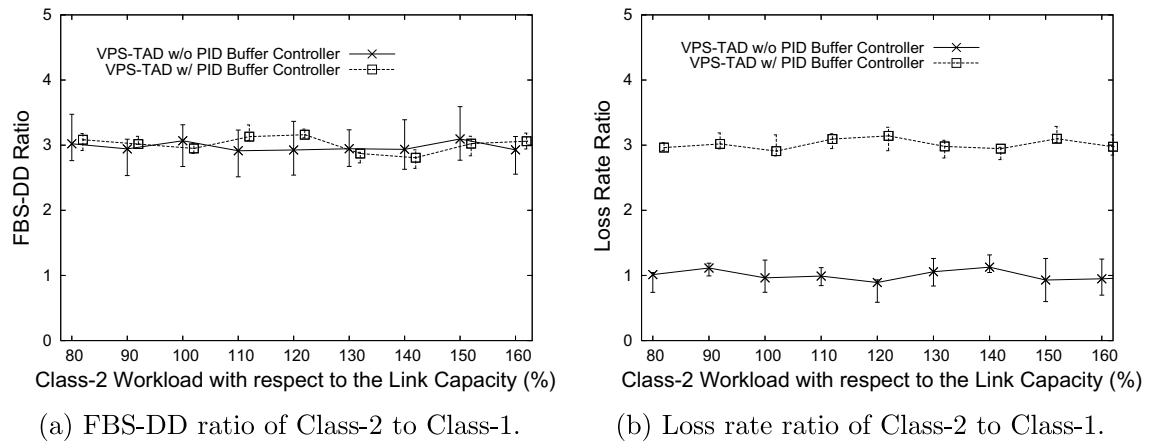 5
4
3
2
1
0
FBS-DD Ratio
VPS-TAD w/o PID Buffer Controller
VPS-TAD w/ PID Buffer Controller
80 90 100 110 120 130 140 150 160
Class-2 Workload with respect to the Link Capacity (%)
(a) FBS-DD ratio of Class-2 to Class-1.
5
4
3
2
1
0
Loss Rate Ratio
VPS-TAD w/o PID Buffer Controller
VPS-TAD w/ PID Buffer Controller
80 90 100 110 120 130 140 150 160
Class-2 Workload with respect to the Link Capacity (%)
(b) Loss rate ratio of Class-2 to Class-1.